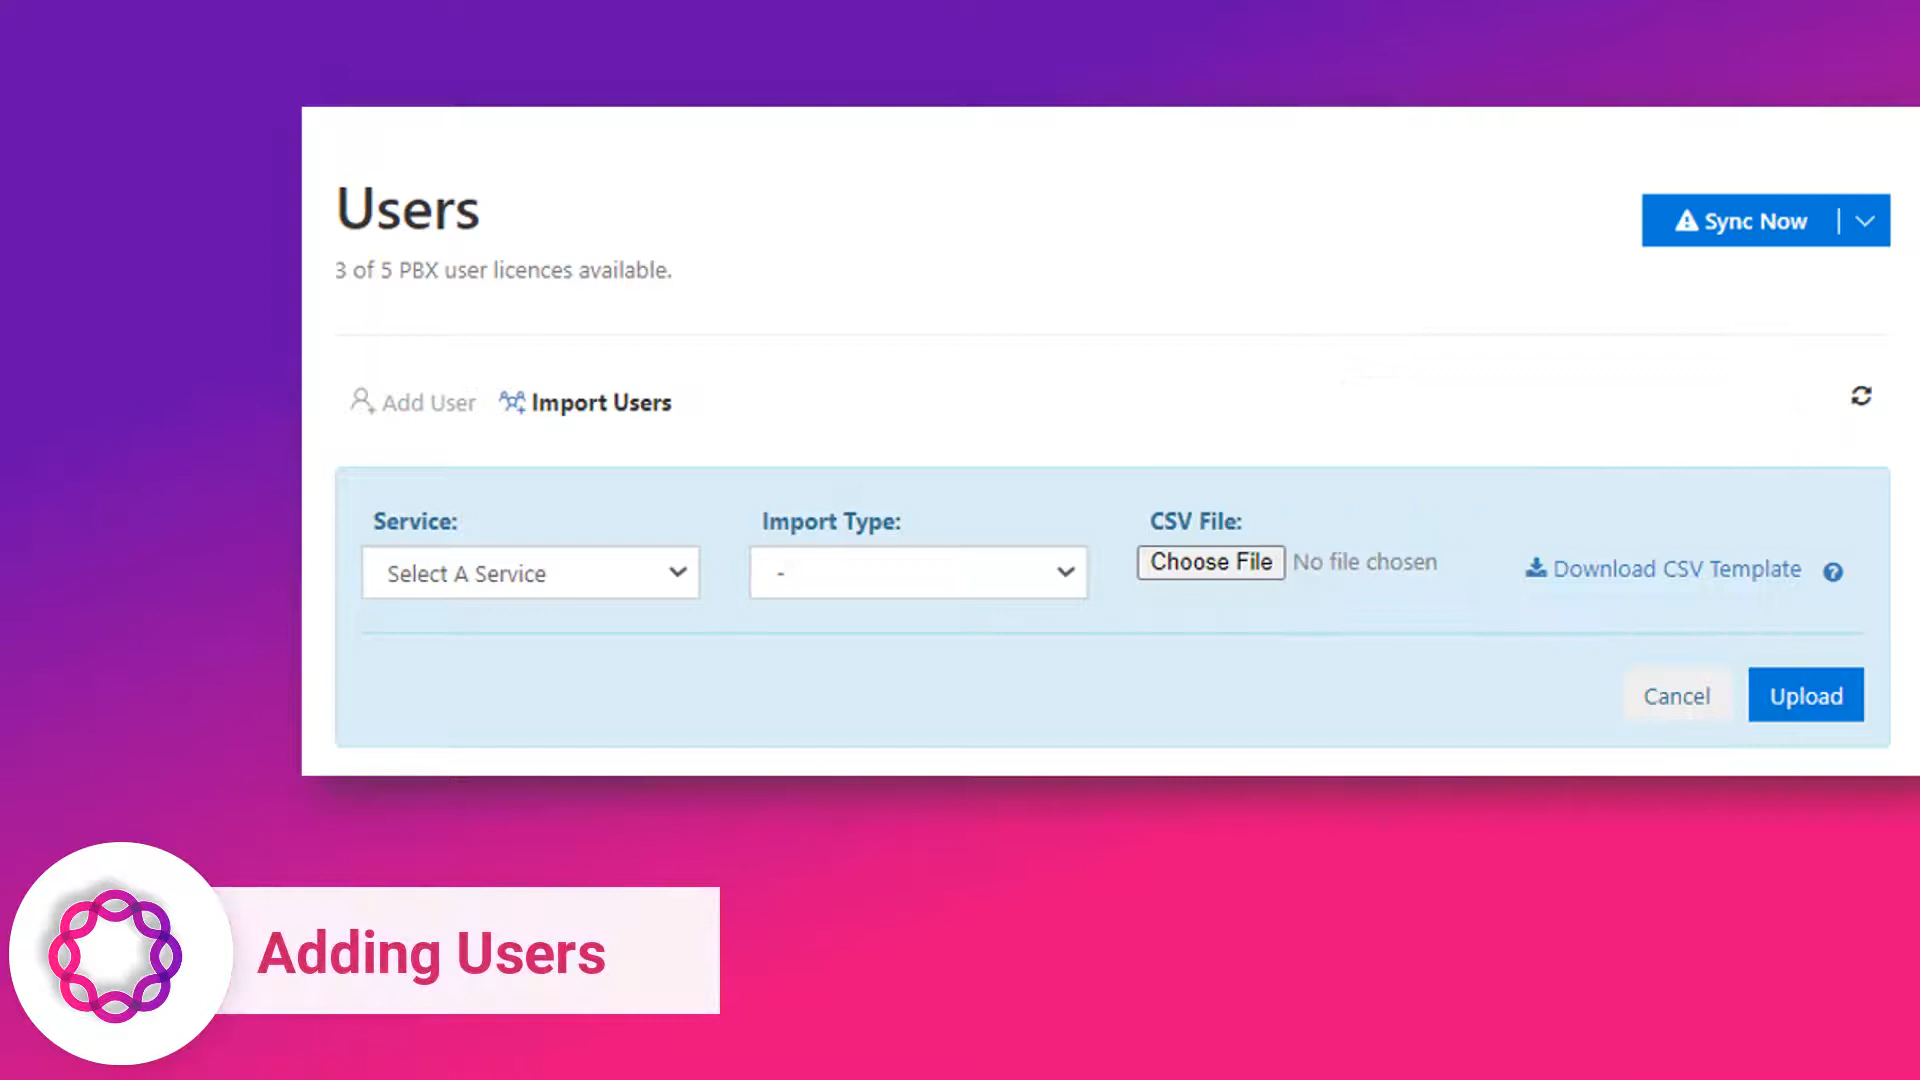 Users
3 of 5 PBX user licences available.
Sync Now
Add User
Import Users
Service:
Import Type:
CSV File:
Select A Service
-
Choose File No file chosen
Download CSV Template
Cancel
Upload
Adding Users